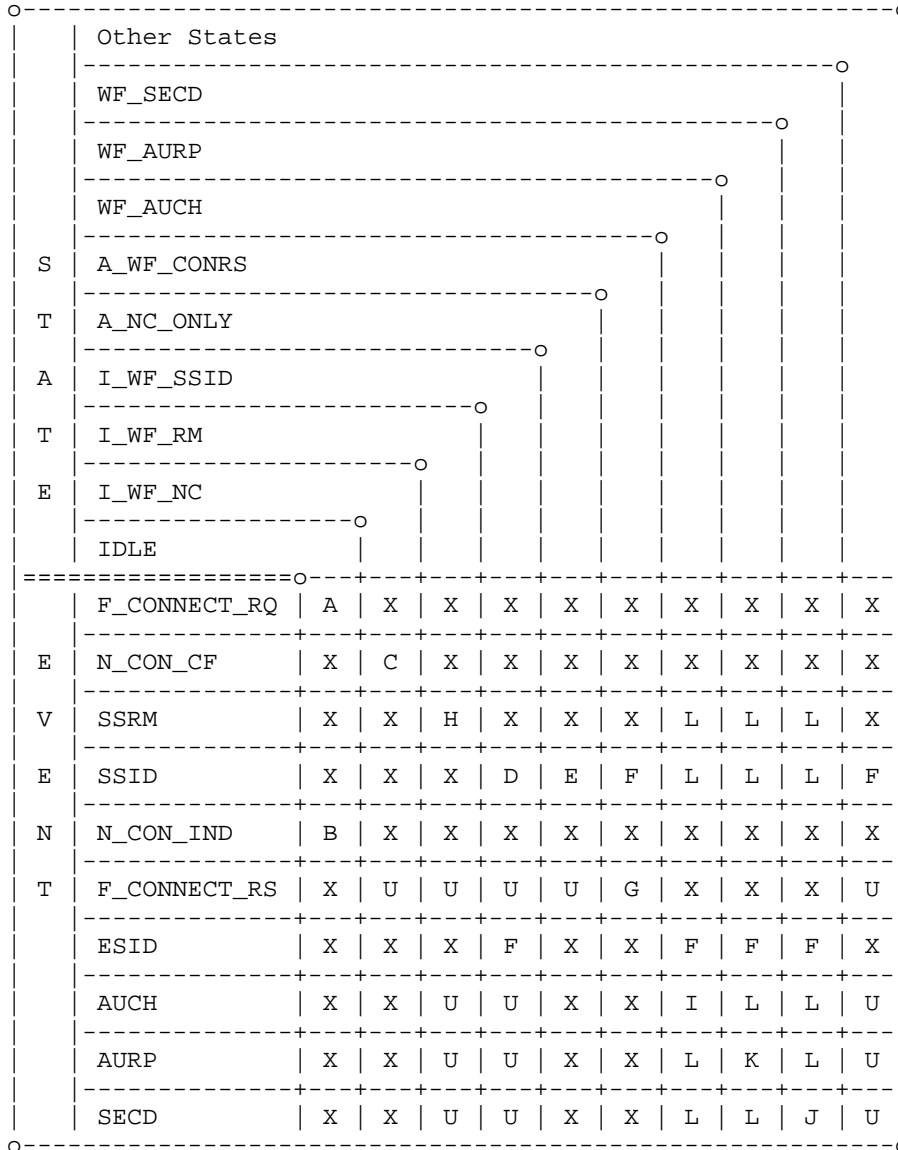 o----------------------------------------------------------o
|   | Other States
|   |--------------------------------------------------o
|   | WF_SECD                                          |
|   |----------------------------------------------o   |
|   | WF_AURP                                      |   |
|   |------------------------------------------o   |   |
|   | WF_AUCH                                  |   |   |
|   |--------------------------------------o   |   |   |
| S | A_WF_CONRS                           |   |   |   |
|   |----------------------------------o   |   |   |   |
| T | A_NC_ONLY                        |   |   |   |   |
|   |------------------------------o   |   |   |   |   |
| A | I_WF_SSID                    |   |   |   |   |   |
|   |--------------------------o   |   |   |   |   |   |
| T | I_WF_RM                  |   |   |   |   |   |   |
|   |----------------------o   |   |   |   |   |   |   |
| E | I_WF_NC              |   |   |   |   |   |   |   |
|   |------------------o   |   |   |   |   |   |   |   |
|   | IDLE             |   |   |   |   |   |   |   |   |
|==================o---+---+---+---+---+---+---+---+---
|   | F_CONNECT_RQ | A | X | X | X | X | X | X | X | X | X
|   |--------------+---+---+---+---+---+---+---+---+---+---
| E | N_CON_CF     | X | C | X | X | X | X | X | X | X | X
|   |--------------+---+---+---+---+---+---+---+---+---+---
| V | SSRM         | X | X | H | X | X | X | L | L | L | X
|   |--------------+---+---+---+---+---+---+---+---+---+---
| E | SSID         | X | X | X | D | E | F | L | L | L | F
|   |--------------+---+---+---+---+---+---+---+---+---+---
| N | N_CON_IND    | B | X | X | X | X | X | X | X | X | X
|   |--------------+---+---+---+---+---+---+---+---+---+---
| T | F_CONNECT_RS | X | U | U | U | U | G | X | X | X | U
|   |--------------+---+---+---+---+---+---+---+---+---+---
|   | ESID         | X | X | X | F | X | X | F | F | F | X
|   |--------------+---+---+---+---+---+---+---+---+---+---
|   | AUCH         | X | X | U | U | X | X | I | L | L | U
|   |--------------+---+---+---+---+---+---+---+---+---+---
|   | AURP         | X | X | U | U | X | X | L | K | L | U
|   |--------------+---+---+---+---+---+---+---+---+---+---
|   | SECD         | X | X | U | U | X | X | L | L | J | U
o----------------------------------------------------------o